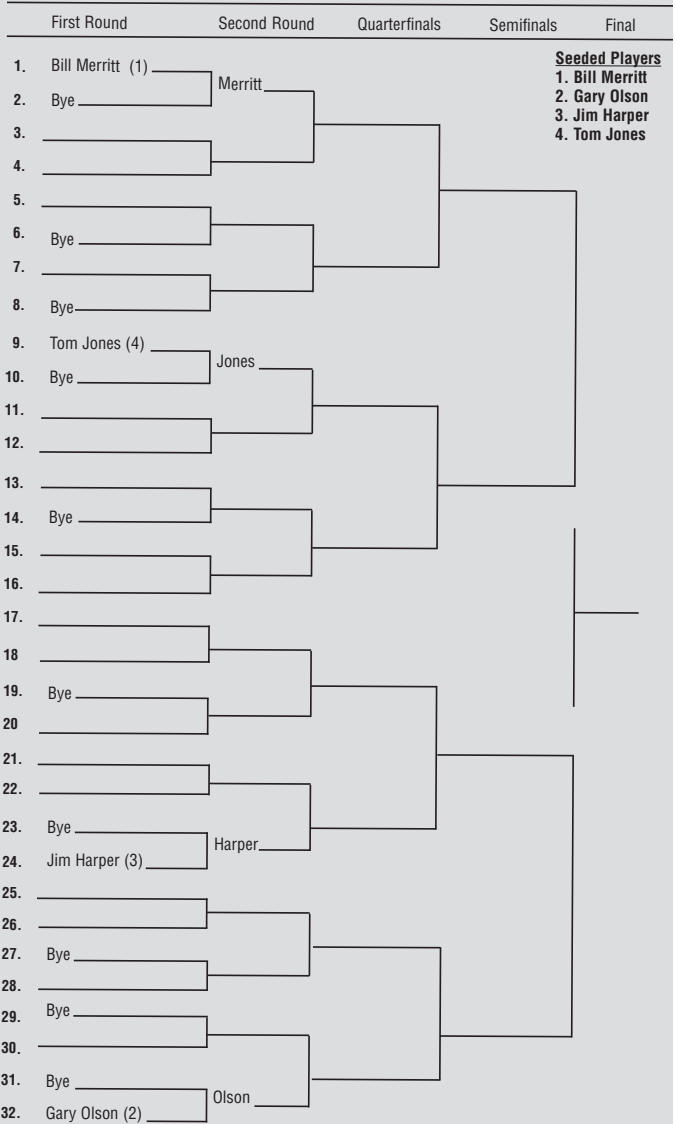 First Round Second Round Quarterfinals Semifinals Final
Seeded Players
1. Bill Merritt
2. Gary Olson
3. Jim Harper
4. Tom Jones
1. Bill Merritt (1)
Merritt
2. Bye
3.
4.
5.
6. Bye
7.
8. Bye
9. Tom Jones (4)
Jones
10. Bye
11.
12.
13.
14. Bye
15.
16.
17.
18
19. Bye
20
21.
22.
23. Bye
Harper
24. Jim Harper (3)
25.
26.
27. Bye
28.
29. Bye
30.
31. Bye
Olson
32. Gary Olson (2)